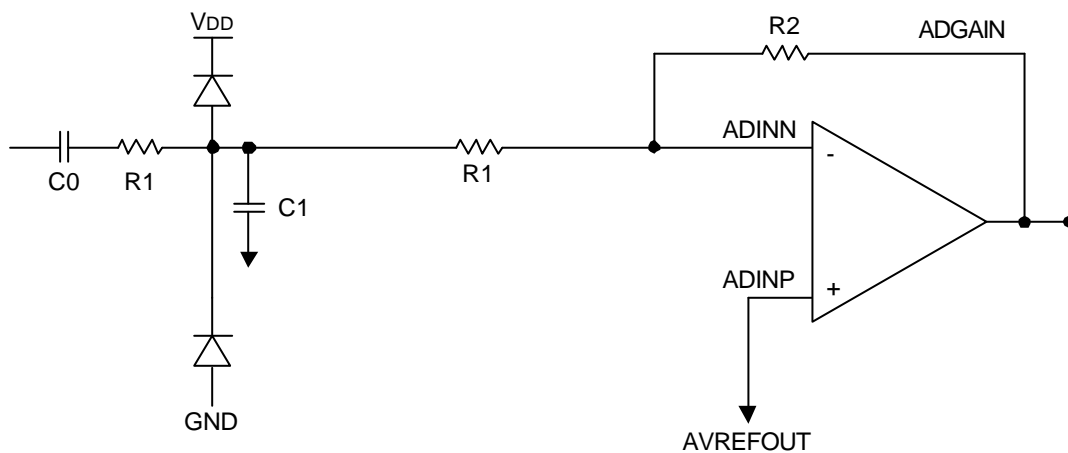 VDD
R2
ADGAIN
C0
R1
C1
R1
ADINN
-
ADINP
+
GND
AVREFOUT